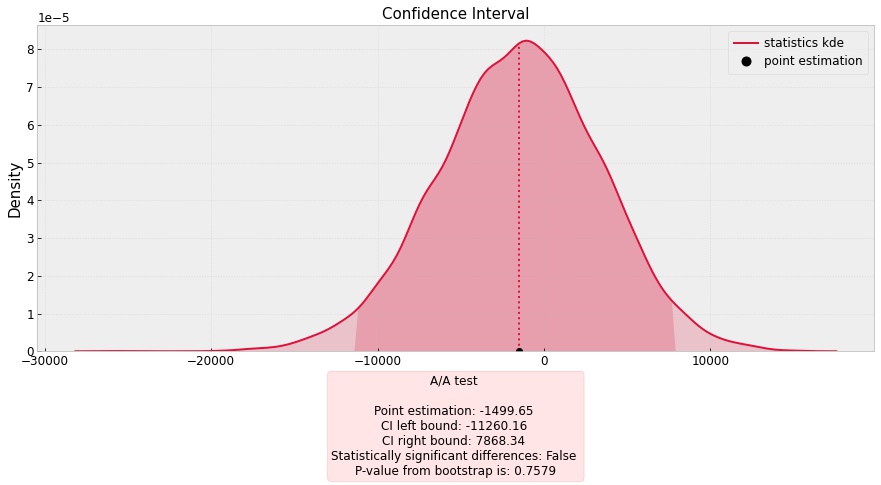 Confidence Interval
1e−5
statistics kde
point estimation
8
7
6
5
4
3
2
1
0
Density
−30000
−20000
−10000
0
10000
A/A test
Point estimation: -1499.65
CI left bound: -11260.16
CI right bound: 7868.34
Statistically significant differences: False
P-value from bootstrap is: 0.7579